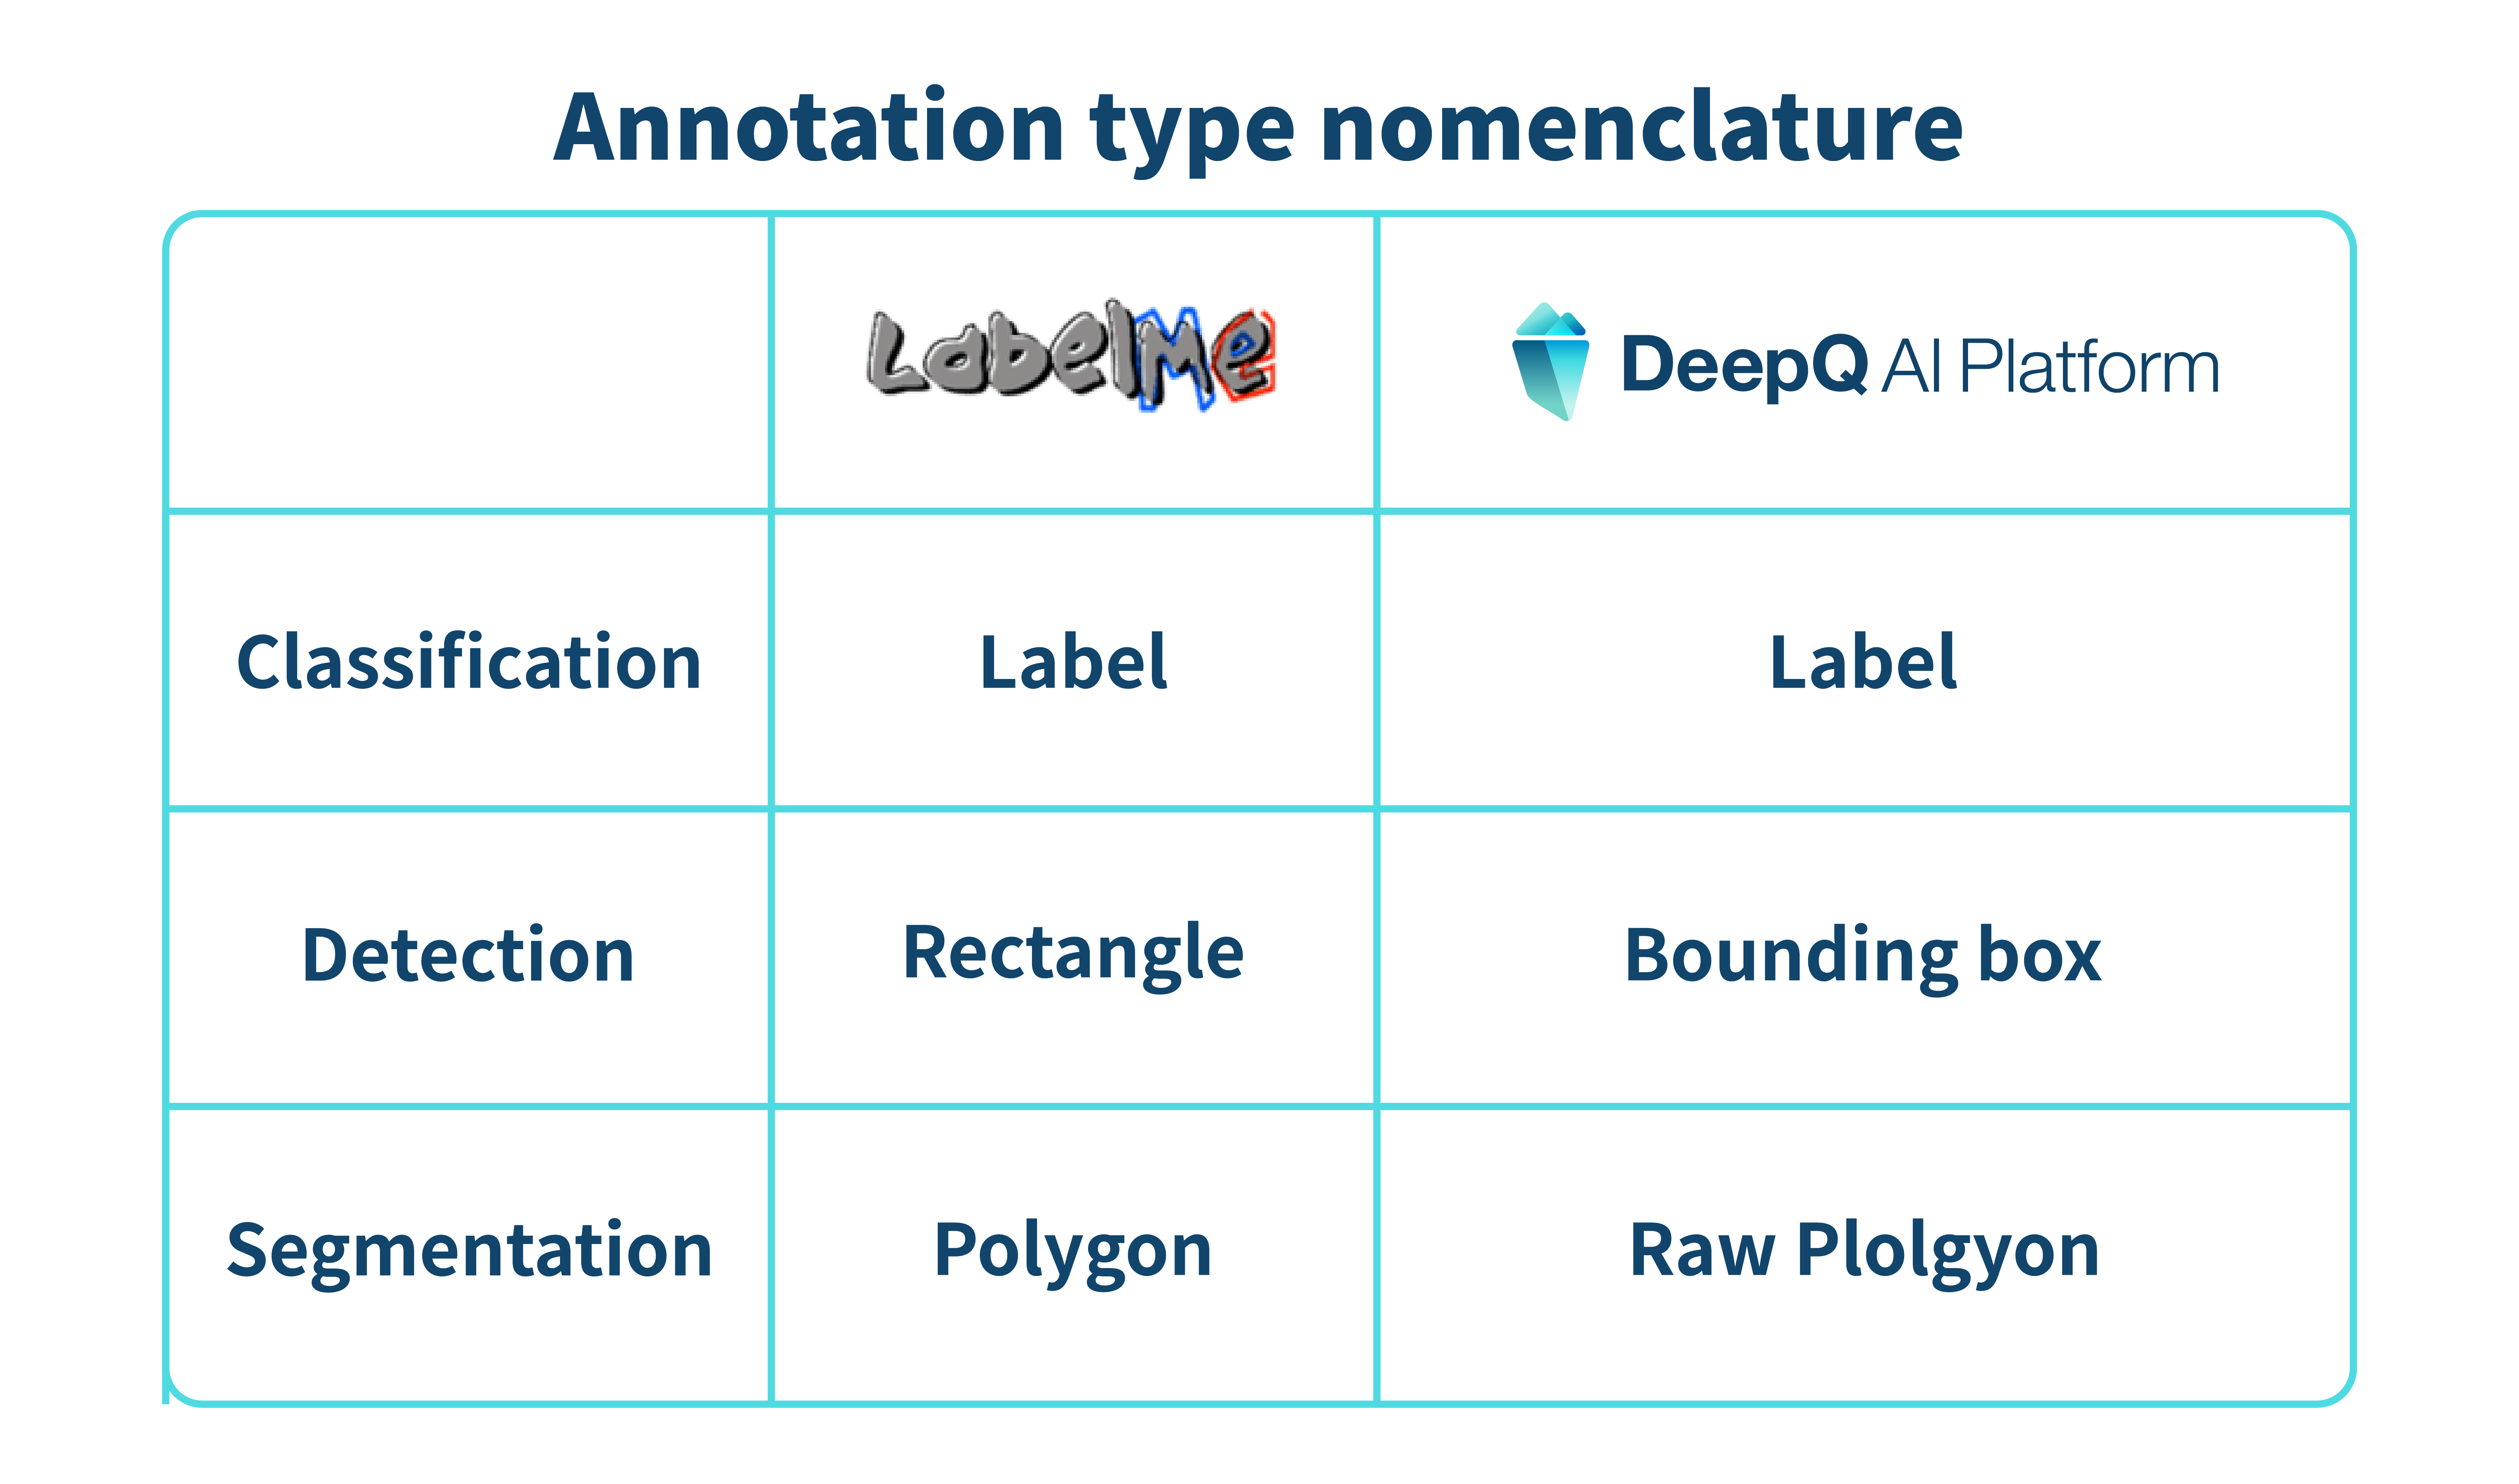 Annotation type nomenclature
LabelMe DeepQ AI Platform
Classification Label Label
Detection Rectangle Bounding box
Segmentation Polygon Raw Plolgyon